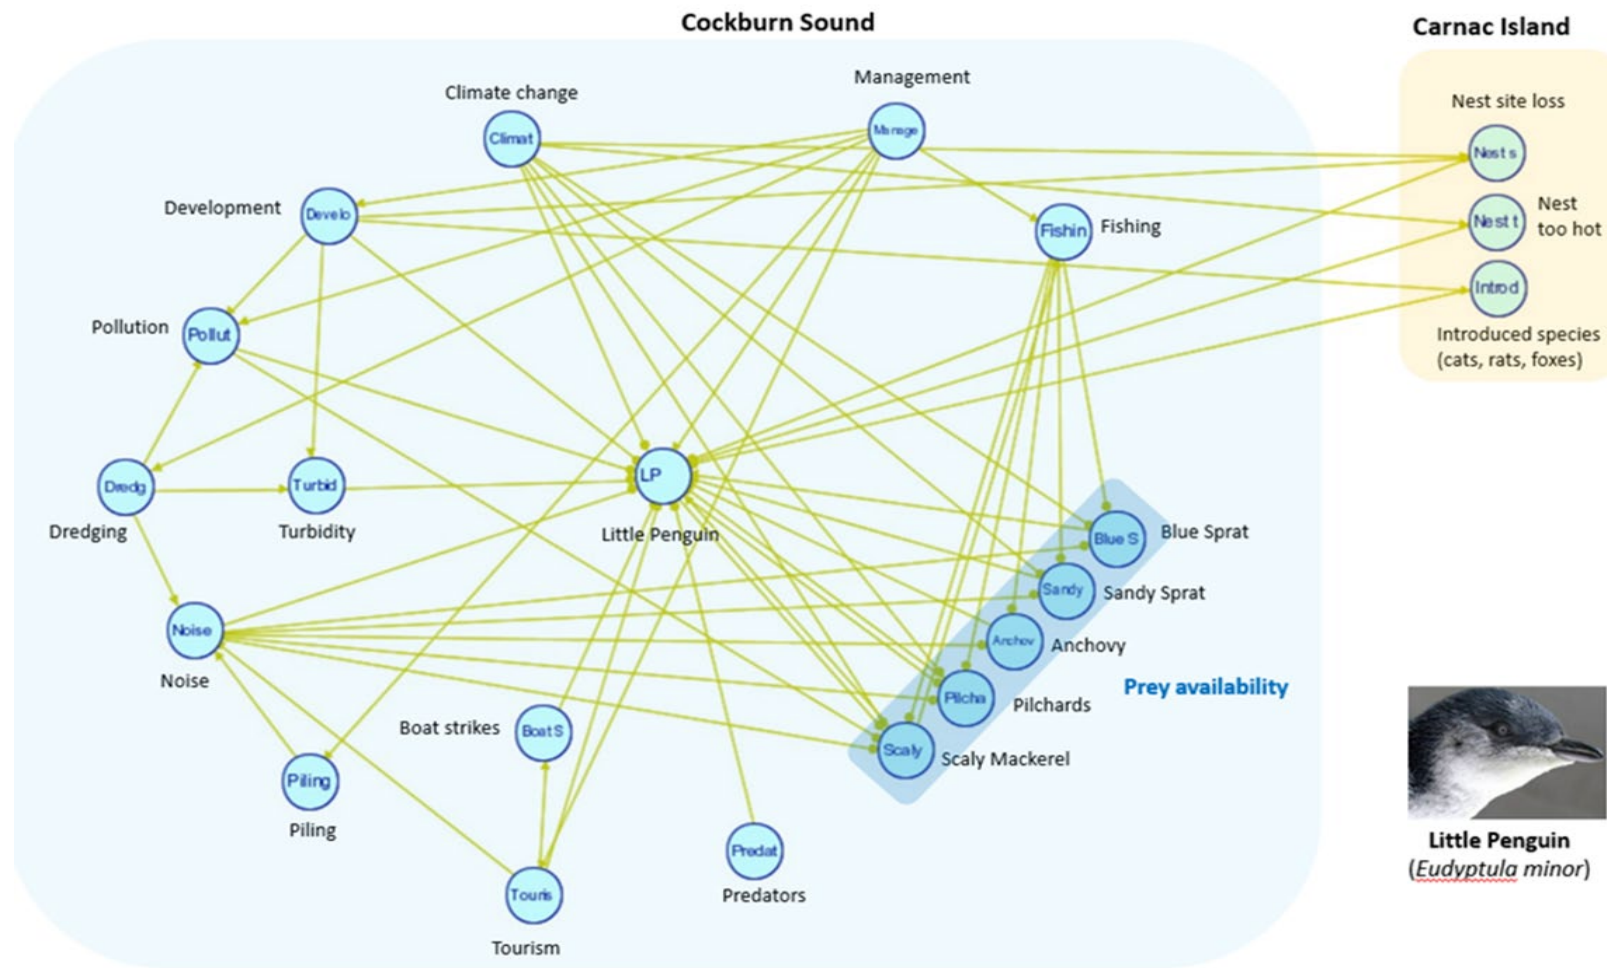 Cockburn Sound
Carnac Island
Management
Climate change
Nest site loss
Manage
Climat
Nest s
Development
Develo
Nest
too hot
Nest t
Fishin
Fishing
Introd
Pollution
Pollut
Introduced species
(cats, rats, foxes)
LP
Dredg
Turbid
Dredging
Turbidity
Little Penguin
Blue S
Blue Sprat
Sandy
Sandy Sprat
Noise
Anchov
Anchovy
Noise
Prey availability
Pilcha
Pilchards
Boat strikes
Boat S
Scaly
Scaly Mackerel
Piling
Piling
Little Penguin
(Eudyptula minor)
Predat
Predators
Touris
Tourism